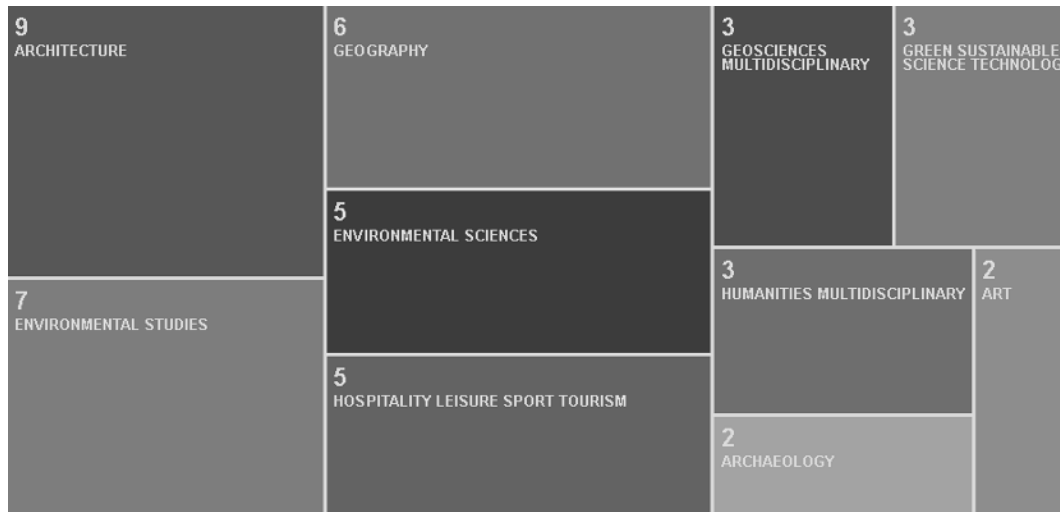 9
ARCHITECTURE
7
ENVIRONMENTAL STUDIES
6
GEOGRAPHY
5
ENVIRONMENTAL SCIENCES
5
HOSPITALITY LEISURE SPORT TOURISM
3
GEOSCIENCES
MULTIDISCIPLINARY
3
GREEN SUSTAINABLE
SCIENCE TECHNOLOG
3
HUMANITIES MULTIDISCIPLINARY
2
ART
2
ARCHAEOLOGY